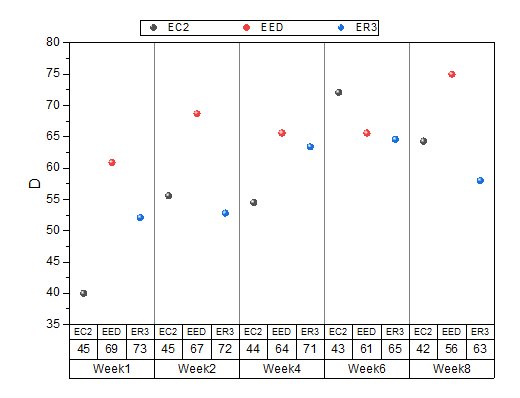 EC2 EED ER3
80
75
70
65
60
55
50
45
40
35
D
EC2 EED ER3 EC2 EED ER3 EC2 EED ER3 EC2 EED ER3 EC2 EED ER3
45 69 73 45 67 72 44 64 71 43 61 65 42 56 63
Week1 Week2 Week4 Week6 Week8